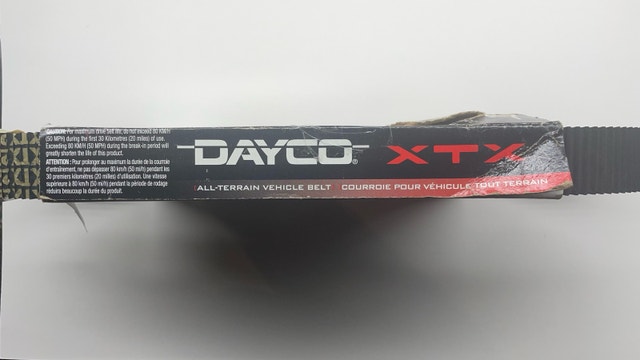 CAUTION: For maximum drive belt life, do not exceed 80 KM/H
(50 MPH) during the first 30 Kilometres (20 miles) of use.
Exceeding 80 KM/H (50 MPH) during the break-in period will
greatly shorten the life of this product.
ATTENTION: Pour prolonger au maximum la durée de la courroie
d'entraînement, ne pas dépasser 80 km/h (50 mi/h) pendant les
30 premiers kilomètres (20 milles) d'utilisation. Une vitesse
supérieure à 80 km/h (50 mi/h) pendant la période de rodage
réduira beaucoup la durée du produit.
DAYCO® XTX
ALL-TERRAIN VEHICLE BELT COURROIE POUR VÉHICULE TOUT TERRAIN